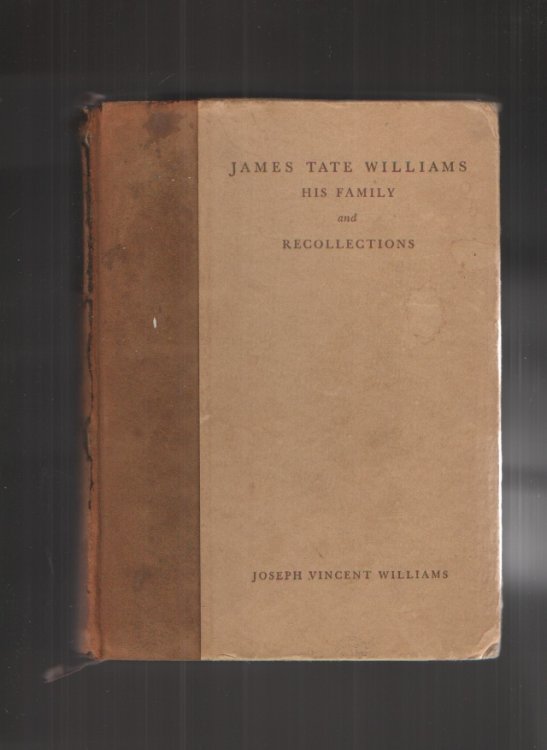 JAMES TATE WILLIAMS
HIS FAMILY
and
RECOLLECTIONS
JOSEPH VINCENT WILLIAMS